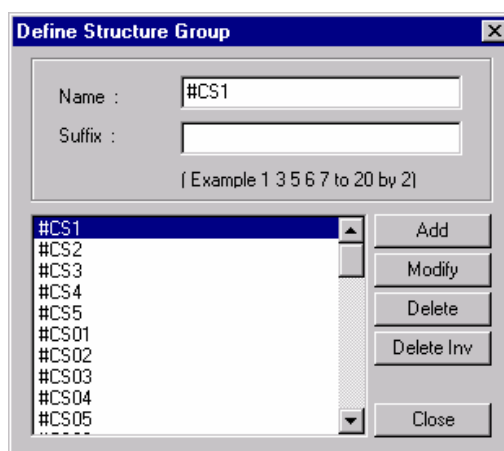 Define Structure Group
Name :
#CS1
Suffix :
( Example 1 3 5 6 7 to 20 by 2)
#CS1
#CS2
#CS3
#CS4
#CS5
#CS01
#CS02
#CS03
#CS04
#CS05
Add
Modify
Delete
Delete Inv
Close